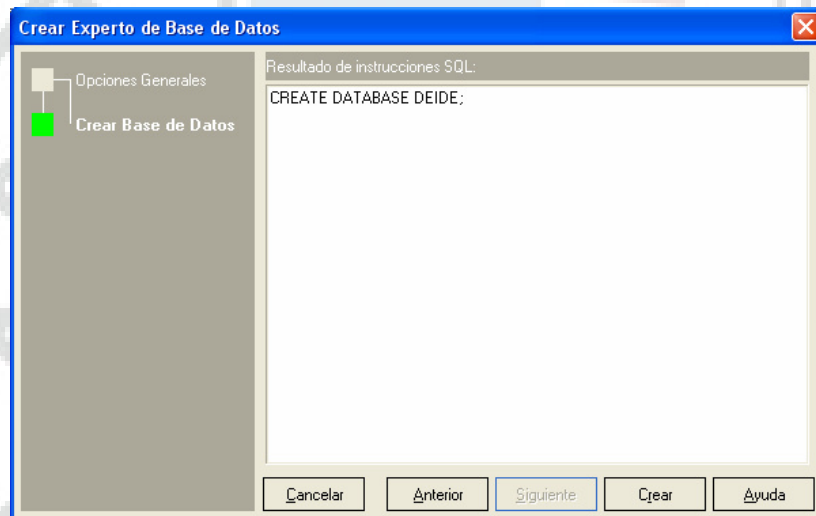 Crear Experto de Base de Datos
Opciones Generales
Crear Base de Datos
Resultado de instrucciones SQL:
CREATE DATABASE DEIDE;
Cancelar
Anterior
Siguiente
Crear
Ayuda